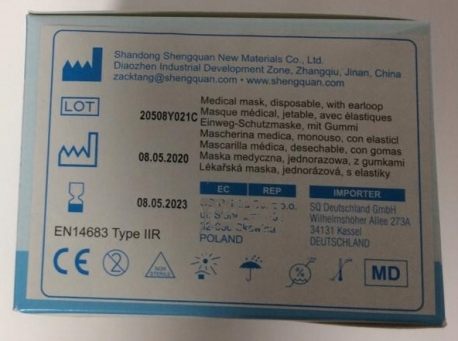 Shandong Shengquan New Materials Co., Ltd.
Diaozhen Industrial Development Zone, Zhangqiu, Jinan, China
zacktang@shengquan.com • www.shengquan.com
LOT
20508Y021C
Medical mask, disposable, with earloop
Masque médical, jetable, avec élastiques
Einweg-Schutzmaske, mit Gummi
Mascherina medica, monouso, con elasticI
Mascarilla médica, desechable, con gomas
Maska medyczna, jednorazowa, z gumkami
Lékařská maska, jednorázová, s elastiky
08.05.2020
08.05.2023
EC REP
POLAND
IMPORTER
SQ Deutschland GmbH
Wilhelmshöher Allee 273A
34131 Kassel
DEUTSCHLAND
EN14683 Type IIR
CE
2
NON
STERILE
%
MD